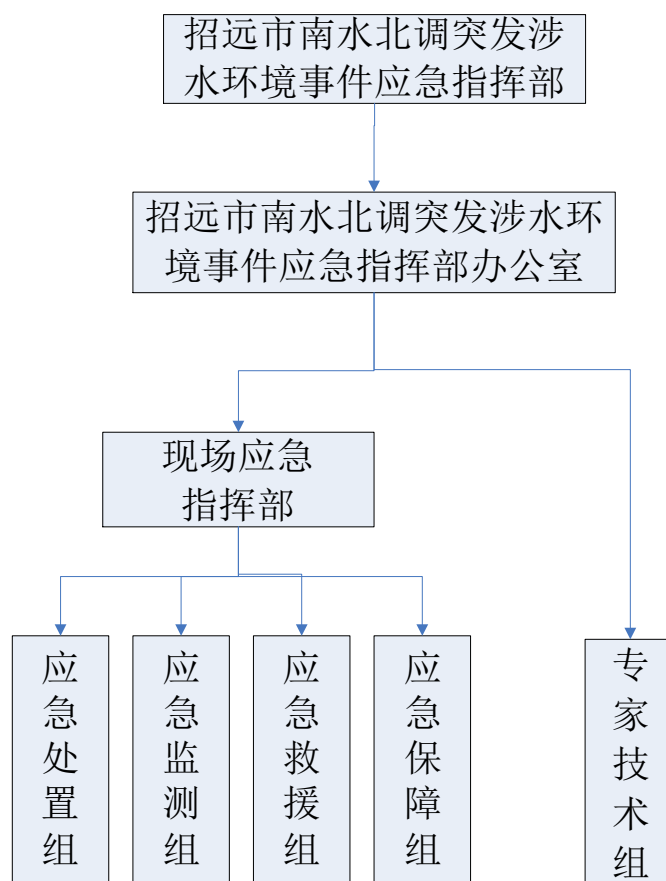 招远市南水北调突发涉
水环境事件应急指挥部
招远市南水北调突发涉水环
境事件应急指挥部办公室
现场应急
指挥部
应急处置组
应急监测组
应急救援组
应急保障组
专家技术组